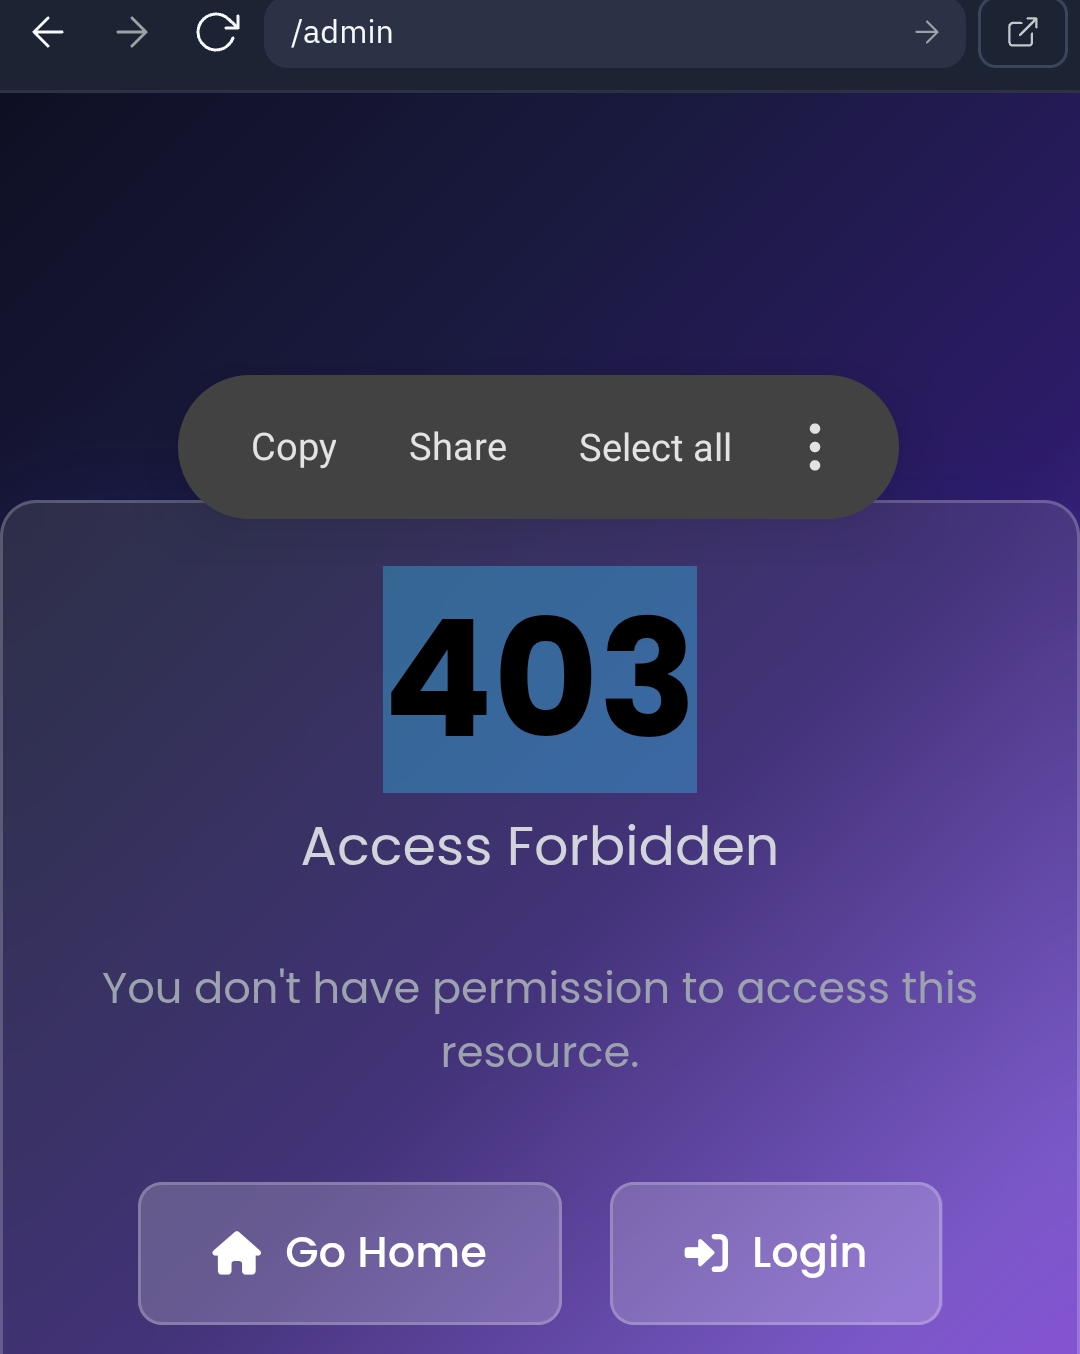 /admin
Copy Share Select all
403
Access Forbidden
You don't have permission to access this
resource.
Go Home Login